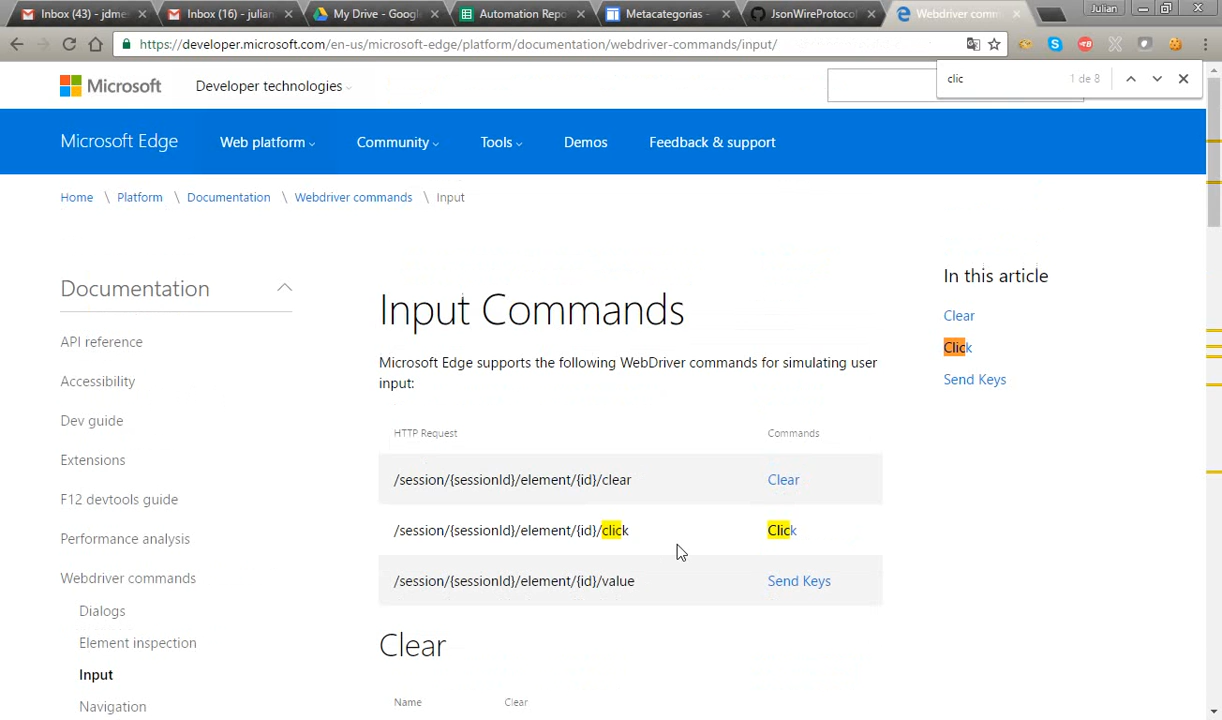 Inbox (43) - jdme
Inbox (16) - julian
My Drive - Google
Automation Repo
Metacategorias -
JsonWireProtocol
Webdriver comm
Julian
https://developer.microsoft.com/en-us/microsoft-edge/platform/documentation/webdriver-commands/input/
clic
1 de 8
Microsoft
Developer technologies
Microsoft Edge
Web platform
Community
Tools
Demos
Feedback & support
Home \ Platform \ Documentation \ Webdriver commands \ Input
Documentation
API reference
Accessibility
Dev guide
Extensions
F12 devtools guide
Performance analysis
Webdriver commands
Dialogs
Element inspection
Input
Navigation
Input Commands
Microsoft Edge supports the following WebDriver commands for simulating user
input:
HTTP Request
Commands
/session/{sessionId}/element/{id}/clear
Clear
/session/{sessionId}/element/{id}/click
Click
/session/{sessionId}/element/{id}/value
Send Keys
Clear
Name
Clear
In this article
Clear
Click
Send Keys